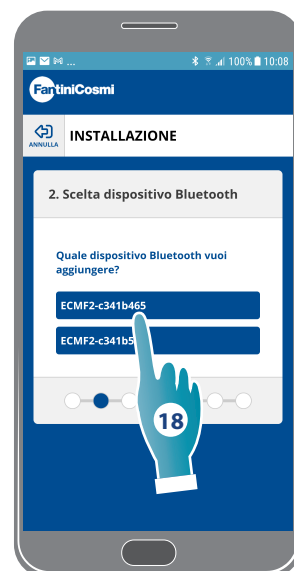 ... 100% 10:08
FantiniCosmi
ANNULLA
INSTALLAZIONE
2. Scelta dispositivo Bluetooth
Quale dispositivo Bluetooth vuoi
aggiungere?
ECMF2-c341b465
18